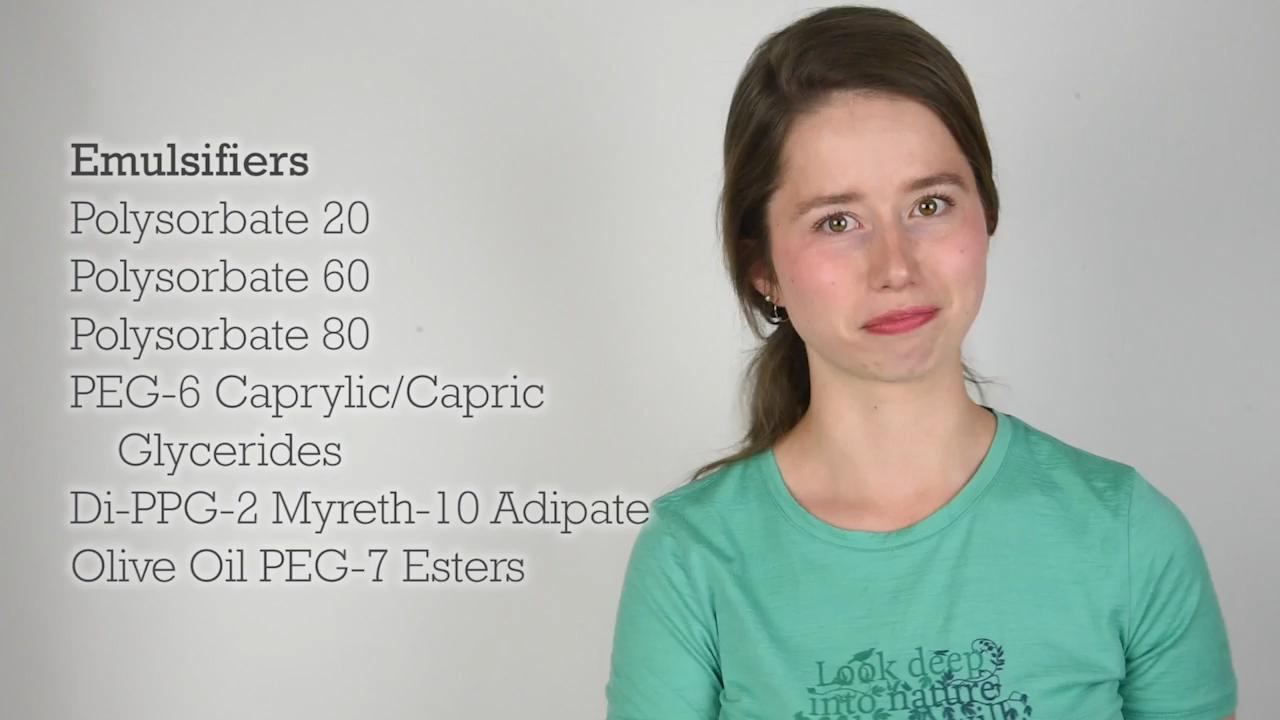 Emulsifiers
Polysorbate 20
Polysorbate 60
Polysorbate 80
PEG-6 Caprylic/Capric
Glycerides
Di-PPG-2 Myreth-10 Adipate
Olive Oil PEG-7 Esters
Look deep
into nature